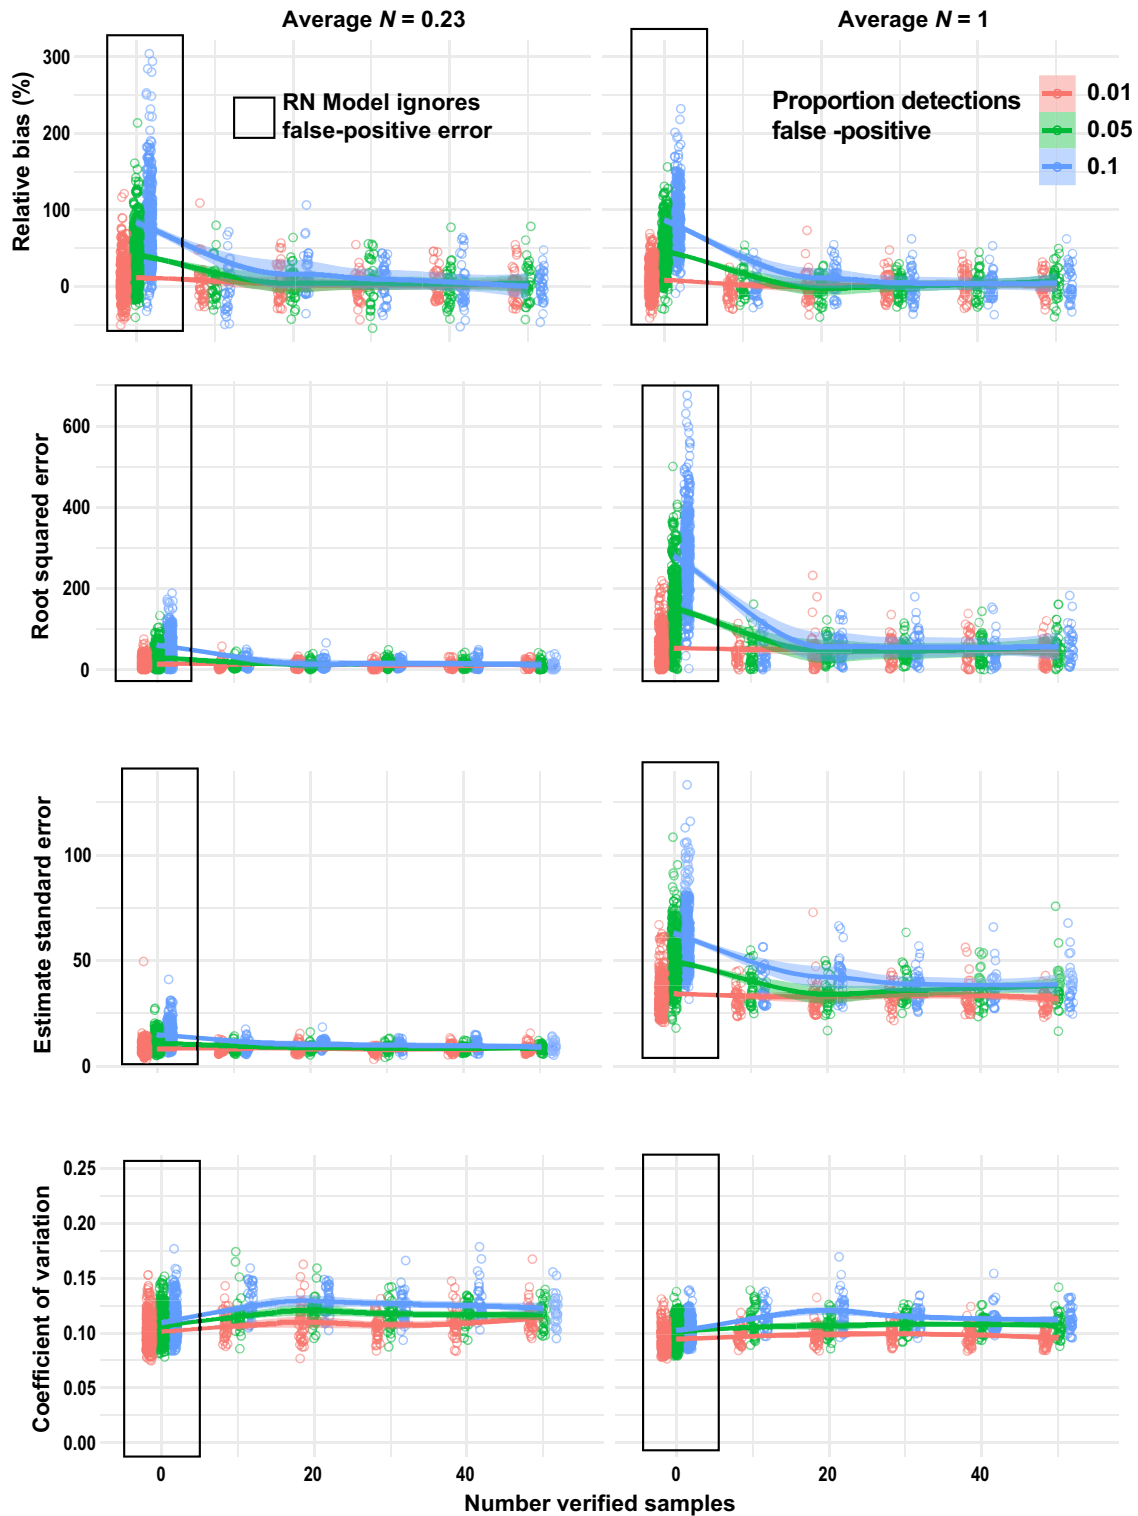 Average N = 0.23
Average N = 1
Relative bias (%)
300
200
100
0
RN Model ignores
false-positive error
Proportion detections
false -positive
0.01
0.05
0.1
Root squared error
600
400
200
0
Estimate standard error
100
50
0
Coefficient of variation
0.25
0.20
0.15
0.10
0.05
0.00
0
20
40
0
20
40
Number verified samples